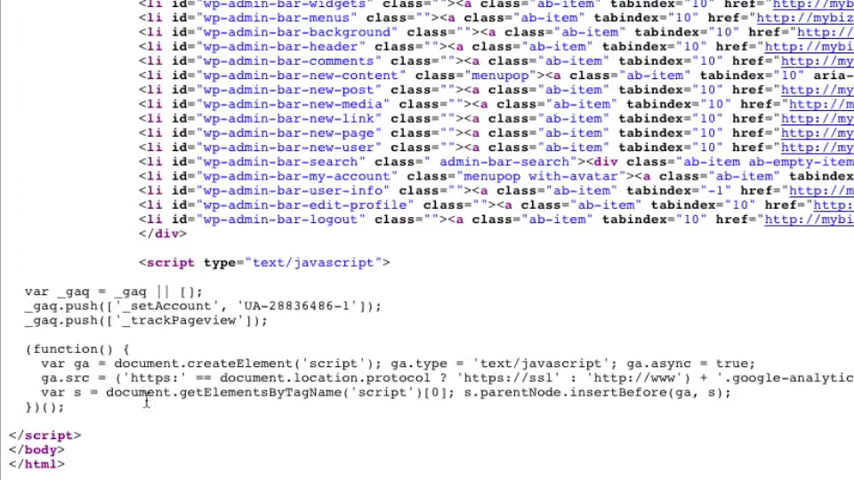 <li id="wp-admin-bar-widgets" class=""><a class="ab-item" tabindex="10" href="http://mybiz
<li id="wp-admin-bar-menus" class=""><a class="ab-item" tabindex="10" href="http://mybiz
<li id="wp-admin-bar-background" class=""><a class="ab-item" tabindex="10" href="http://
<li id="wp-admin-bar-header" class=""><a class="ab-item" tabindex="10" href="http://mybi
<li id="wp-admin-bar-comments" class=""><a class="ab-item" tabindex="10" href="http://my
<li id="wp-admin-bar-new-content" class="menupop"><a class="ab-item" tabindex="10" aria-
<li id="wp-admin-bar-new-post" class=""><a class="ab-item" tabindex="10" href="http://my
<li id="wp-admin-bar-new-media" class=""><a class="ab-item" tabindex="10" href="http://m
<li id="wp-admin-bar-new-link" class=""><a class="ab-item" tabindex="10" href="http://my
<li id="wp-admin-bar-new-page" class=""><a class="ab-item" tabindex="10" href="http://my
<li id="wp-admin-bar-new-user" class=""><a class="ab-item" tabindex="10" href="http://my
<li id="wp-admin-bar-search" class=" admin-bar-search"><div class="ab-item ab-empty-item
<li id="wp-admin-bar-my-account" class="menupop with-avatar"><a class="ab-item" tabindex=
<li id="wp-admin-bar-user-info" class=""><a class="ab-item" tabindex="-1" href="http://m
<li id="wp-admin-bar-edit-profile" class=""><a class="ab-item" tabindex="10" href="http:
<li id="wp-admin-bar-logout" class=""><a class="ab-item" tabindex="10" href="http://mybi
</div>
<script type="text/javascript">
var _gaq = _gaq || [];
_gaq.push(['_setAccount', 'UA-28836486-1']);
_gaq.push(['_trackPageview']);
(function() {
var ga = document.createElement('script'); ga.type = 'text/javascript'; ga.async = true;
ga.src = ('https:' == document.location.protocol ? 'https://ssl' : 'http://www') + '.google-analytic
var s = document.getElementsByTagName('script')[0]; s.parentNode.insertBefore(ga, s);
})();
</script>
</body>
</html>